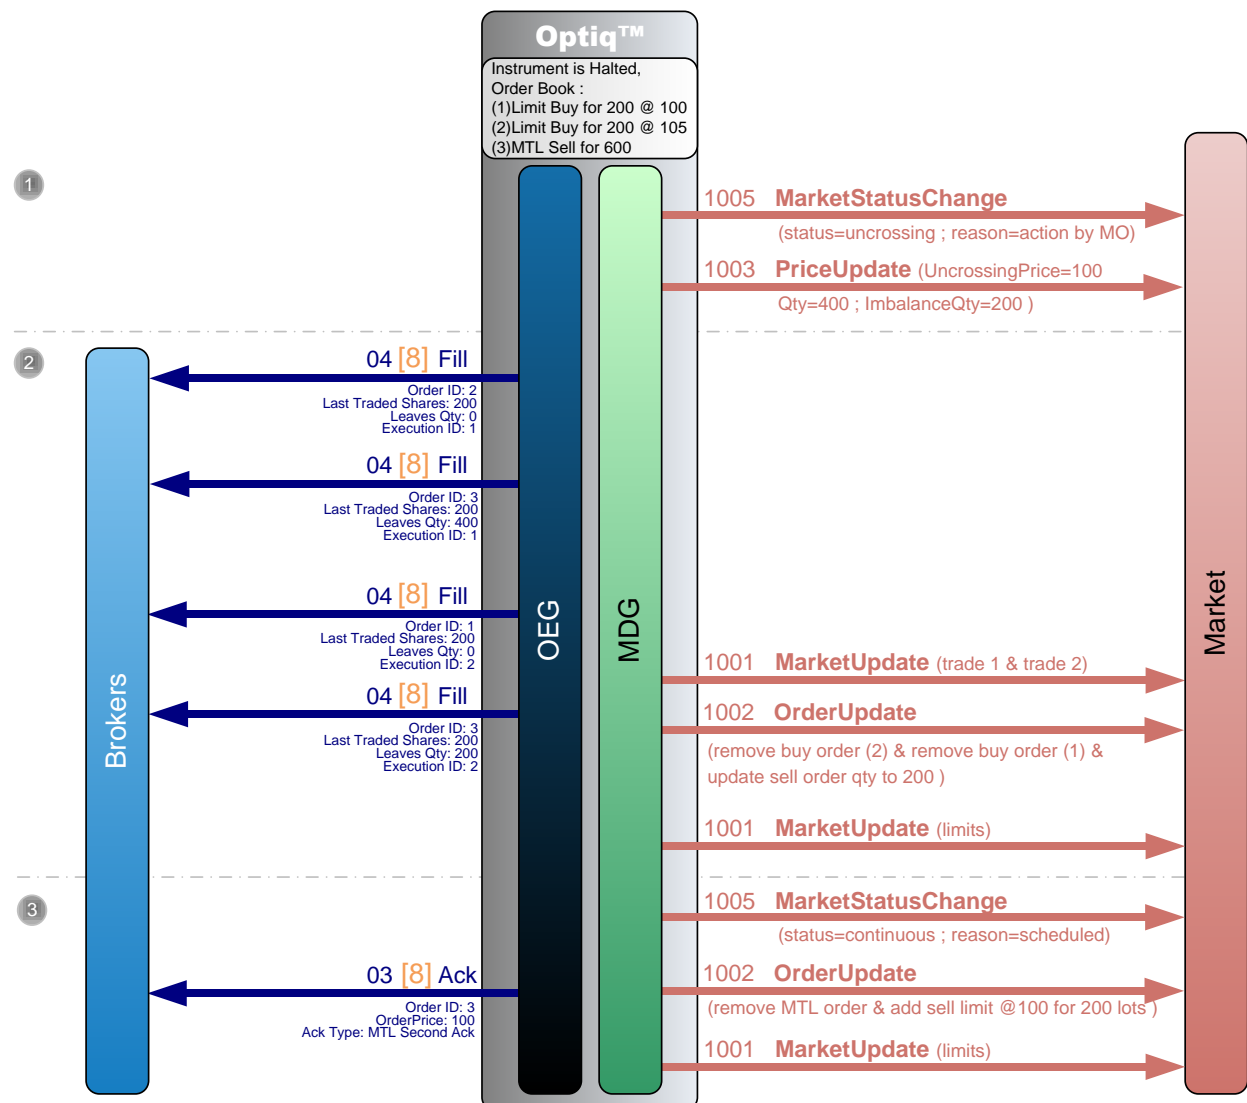 Optiq™
Instrument is Halted,
Order Book :
(1)Limit Buy for 200 @ 100
(2)Limit Buy for 200 @ 105
(3)MTL Sell for 600
1
1005 MarketStatusChange
(status=uncrossing ; reason=action by MO)
1003 PriceUpdate (UncrossingPrice=100
Qty=400 ; ImbalanceQty=200 )
2
04 [8] Fill
Order ID: 2
Last Traded Shares: 200
Leaves Qty: 0
Execution ID: 1
04 [8] Fill
Order ID: 3
Last Traded Shares: 200
Leaves Qty: 400
Execution ID: 1
04 [8] Fill
Order ID: 1
Last Traded Shares: 200
Leaves Qty: 0
Execution ID: 2
04 [8] Fill
Order ID: 3
Last Traded Shares: 200
Leaves Qty: 200
Execution ID: 2
Brokers
OEG
MDG
Market
1001 MarketUpdate (trade 1 & trade 2)
1002 OrderUpdate
(remove buy order (2) & remove buy order (1) &
update sell order qty to 200 )
1001 MarketUpdate (limits)
3
1005 MarketStatusChange
(status=continuous ; reason=scheduled)
03 [8] Ack
Order ID: 3
OrderPrice: 100
Ack Type: MTL Second Ack
1002 OrderUpdate
(remove MTL order & add sell limit @100 for 200 lots )
1001 MarketUpdate (limits)